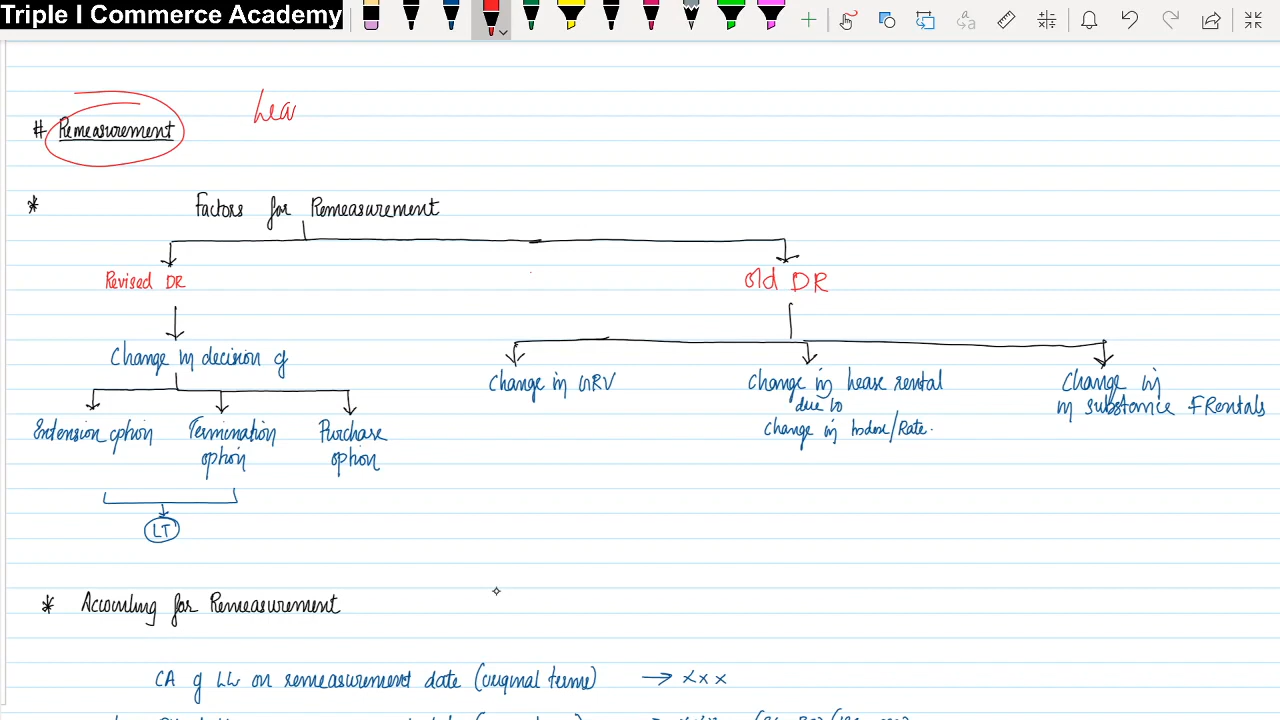 Triple I Commerce Academy
# Remeasurement
Lea
* Factors for Remeasurement
Revised DR
Old DR
Change in decision of
Extension option
Termination option
Purchase option
LT
Change in GRV
Change in Lease rental
due to
change in Index/Rate.
Change in
in substance F Rentals
* Accounting for Remeasurement
CA of LL on remeasurement date (original terms) → xxx